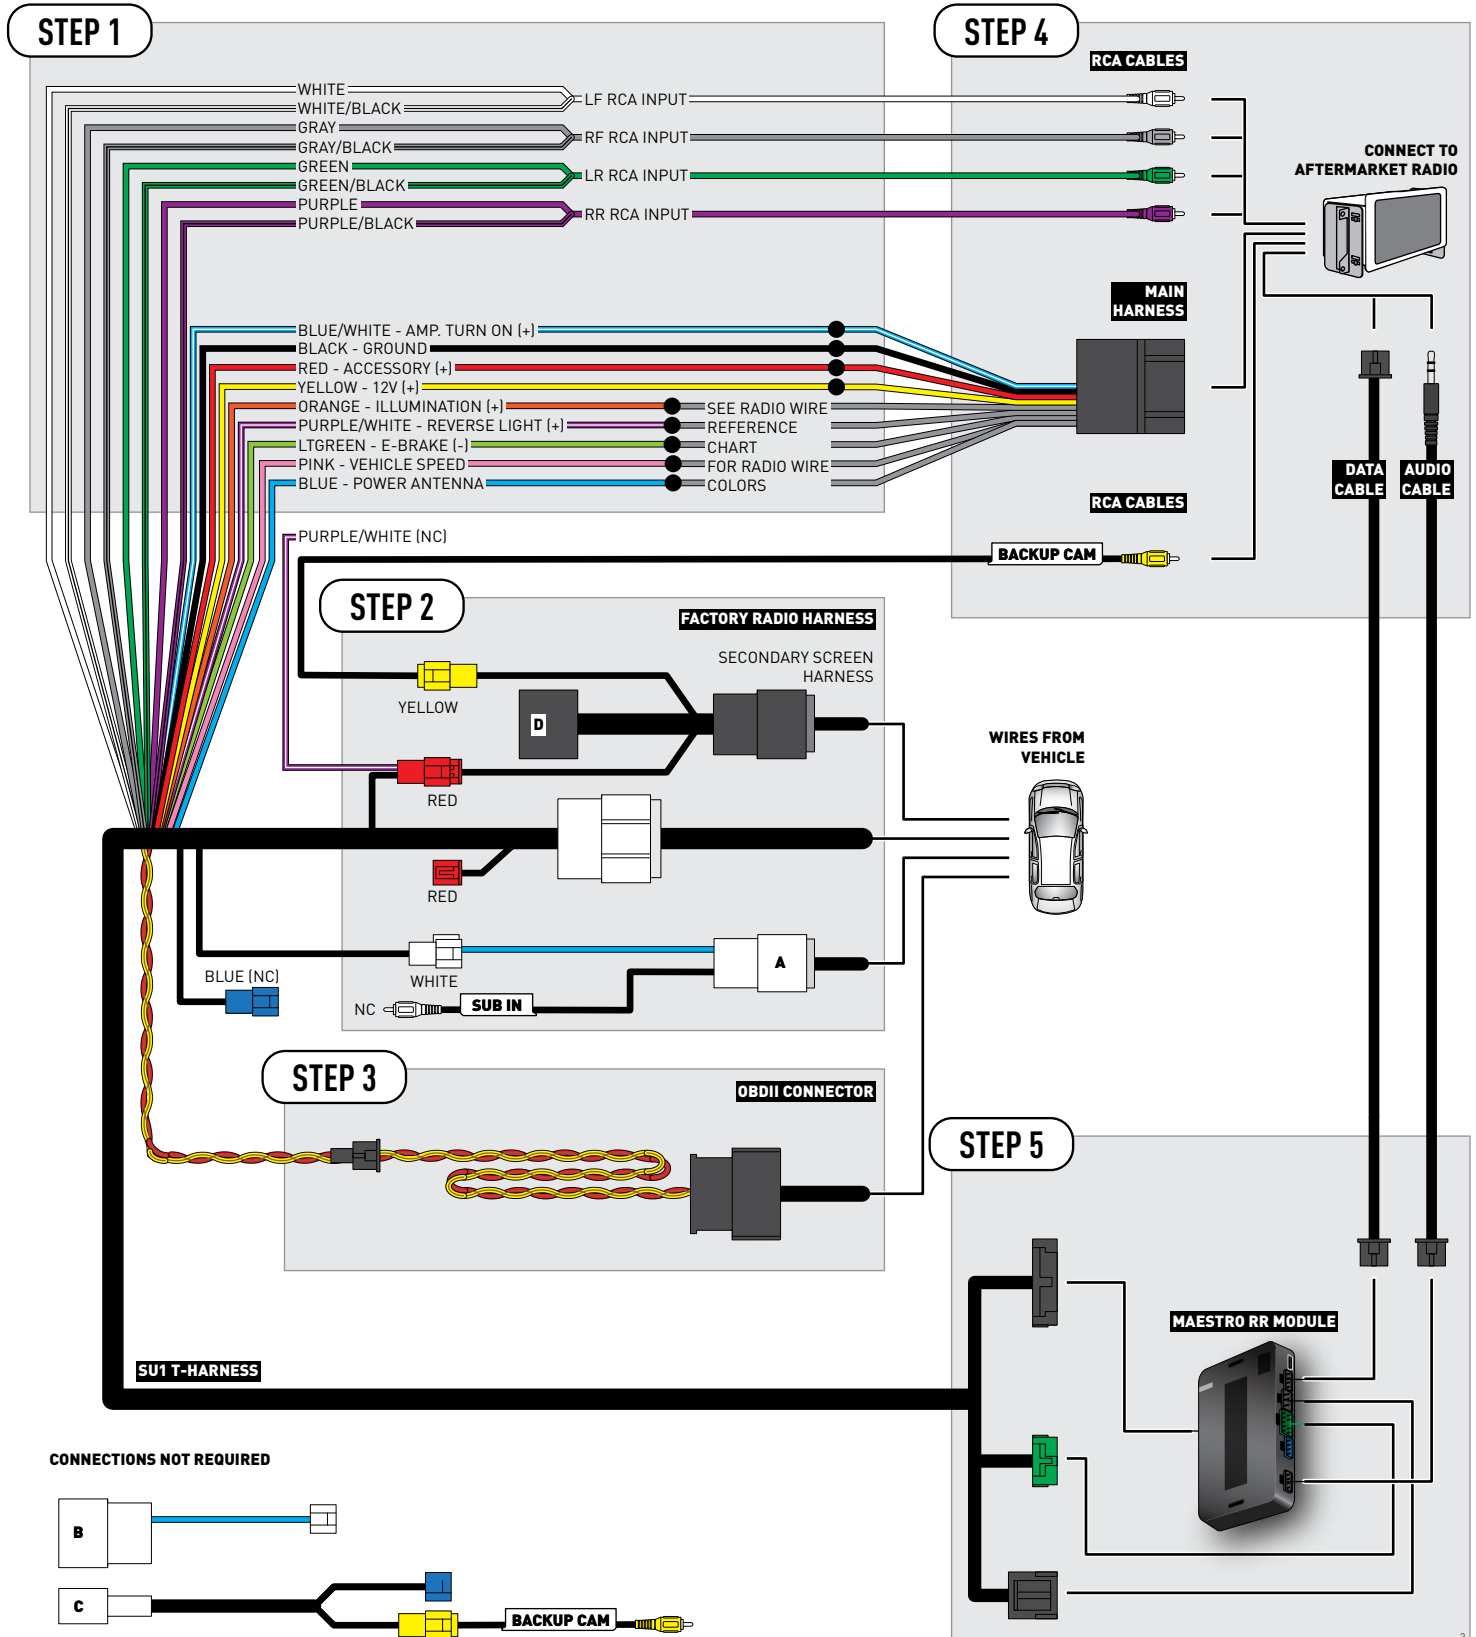 STEP 1
WHITE
WHITE/BLACK
LF RCA INPUT
GRAY
GRAY/BLACK
RF RCA INPUT
GREEN
GREEN/BLACK
LR RCA INPUT
PURPLE
PURPLE/BLACK
RR RCA INPUT
BLUE/WHITE - AMP. TURN ON (+)
BLACK - GROUND
RED - ACCESSORY (+)
YELLOW - 12V (+)
ORANGE - ILLUMINATION (+)
PURPLE/WHITE - REVERSE LIGHT (+)
LTGREEN - E-BRAKE (-)
PINK - VEHICLE SPEED
BLUE - POWER ANTENNA
SEE RADIO WIRE
REFERENCE
CHART
FOR RADIO WIRE
COLORS
STEP 4
RCA CABLES
CONNECT TO
AFTERMARKET RADIO
MAIN
HARNESS
DATA
CABLE
AUDIO
CABLE
RCA CABLES
BACKUP CAM
PURPLE/WHITE (NC)
STEP 2
FACTORY RADIO HARNESS
SECONDARY SCREEN
HARNESS
YELLOW
D
RED
RED
WHITE
A
BLUE (NC)
NC
SUB IN
WIRES FROM
VEHICLE
STEP 3
OBDII CONNECTOR
STEP 5
MAESTRO RR MODULE
SU1 T-HARNESS
CONNECTIONS NOT REQUIRED
B
C
BACKUP CAM